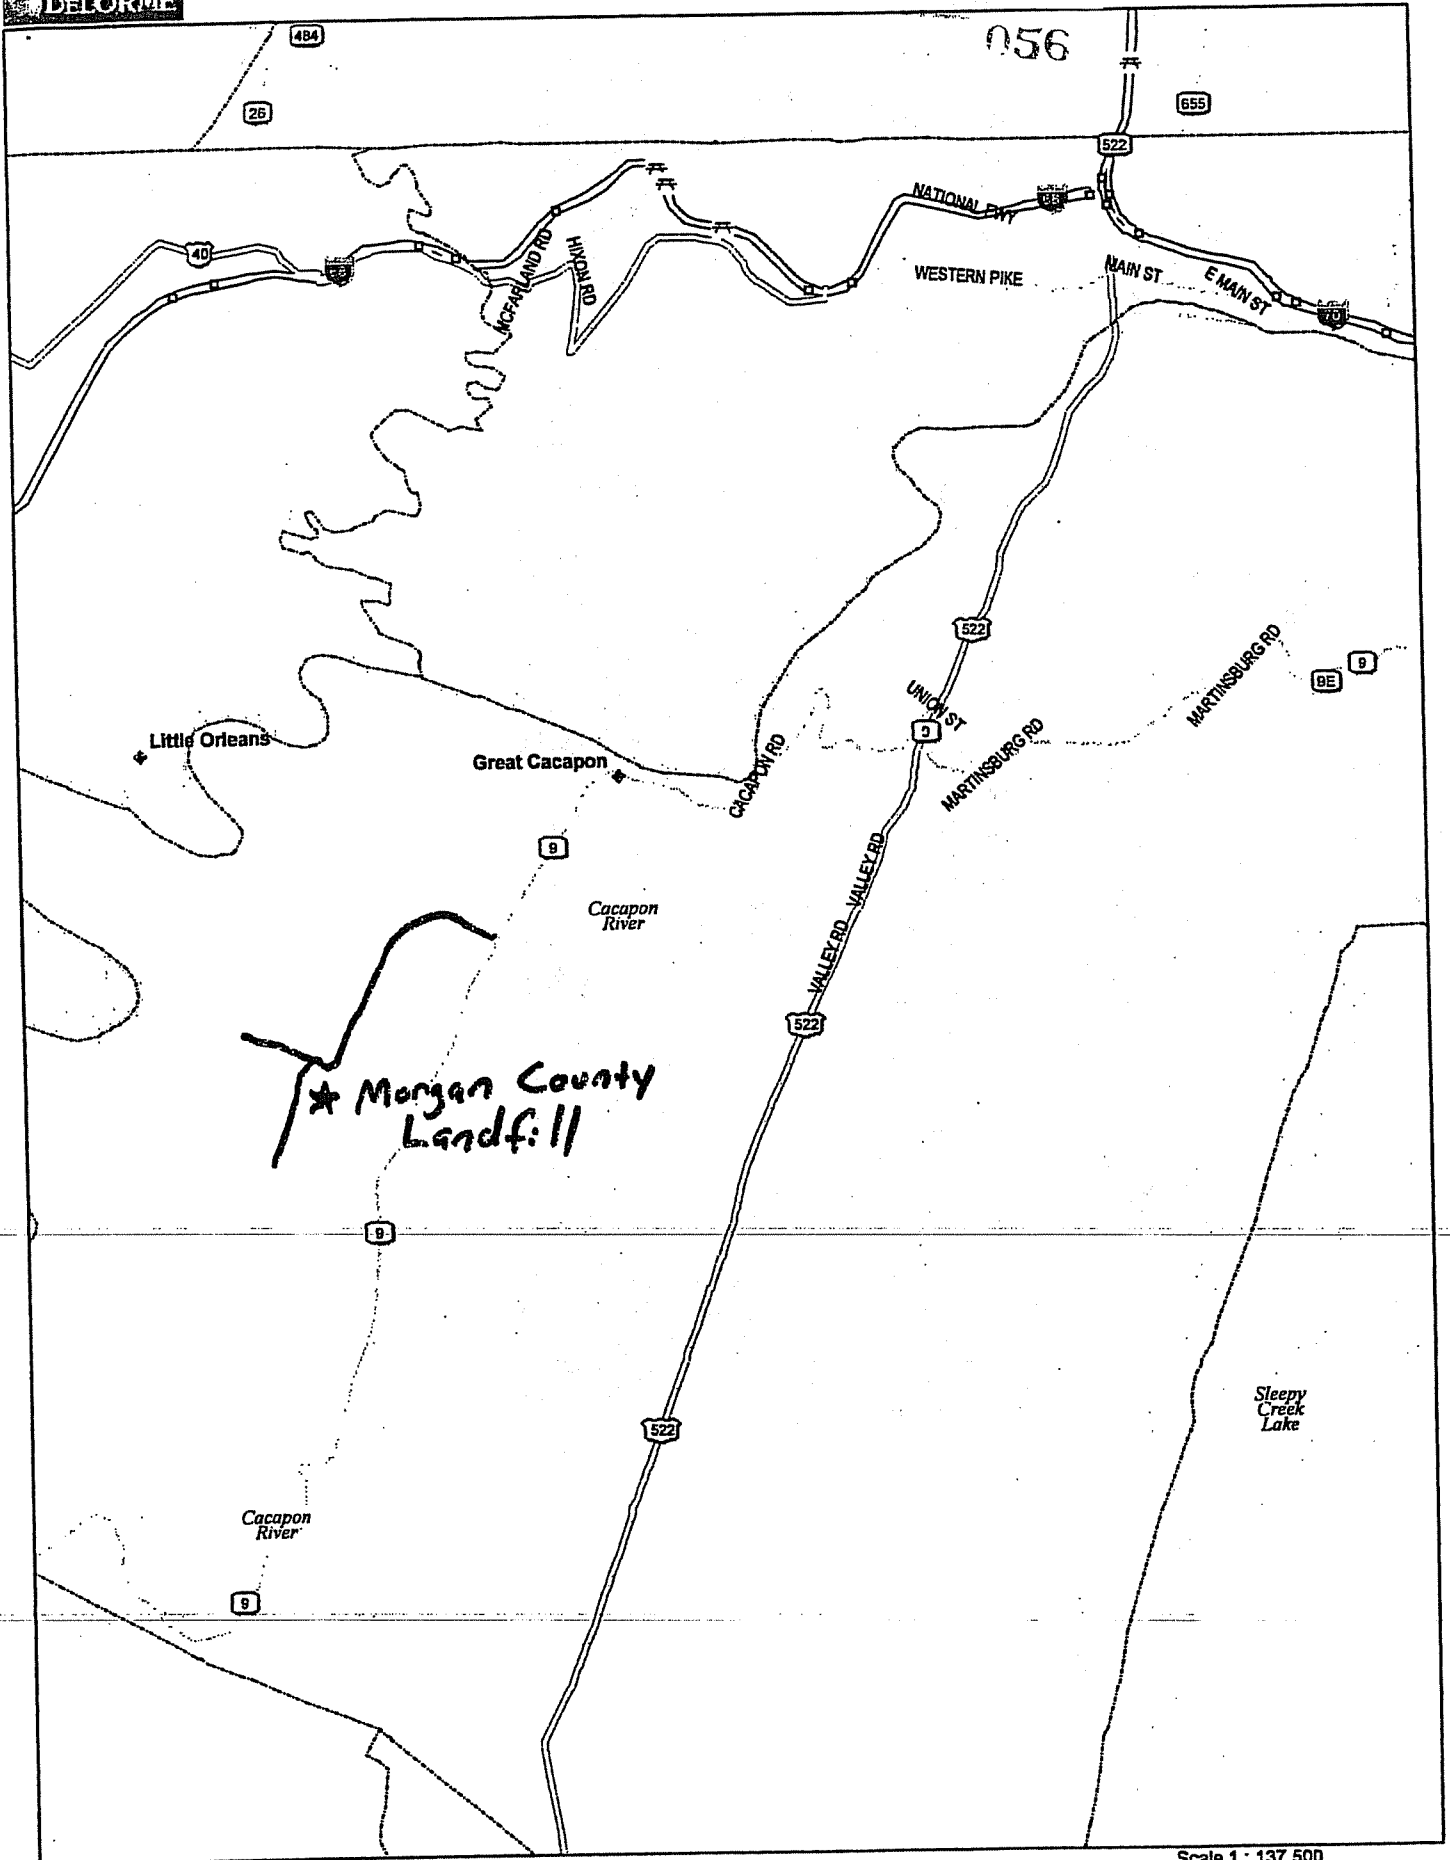 DELORME
484
056
26
655
522
NATIONAL FWY
68
40
68
MCFARLAND RD
HIXON RD
WESTERN PIKE
MAIN ST
E MAIN ST
70
522
MARTINSBURG RD
9
9E
UNION ST
9
MARTINSBURG RD
Little Orleans
Great Cacapon
CACAPON RD
9
VALLEY RD
Cacapon
River
VALLEY RD
522
Morgan County
Landfill
9
Sleepy
Creek
Lake
522
Cacapon
River
9
Scale 1 : 137,500